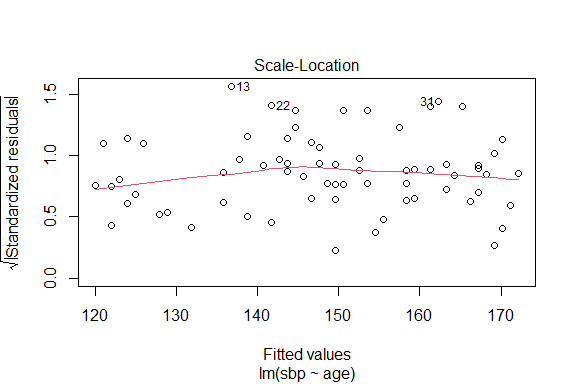 Scale-Location
√|Standardized residuals|
1.5
1.0
0.5
0.0
13
22
31
120 130 140 150 160 170
Fitted values
lm(sbp ~ age)